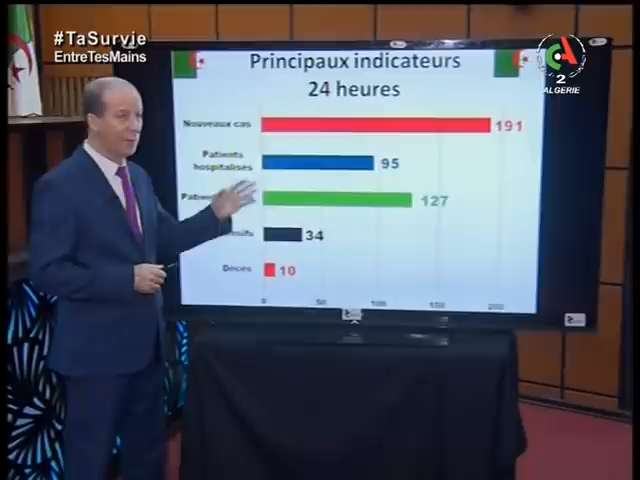 #TaSurvie
EntreTesMains
2
ALGERIE
Principaux indicateurs
24 heures
Nouveaux cas
191
Patients
hospitalisés
95
127
34
Décès
10
0
50
100
150
200